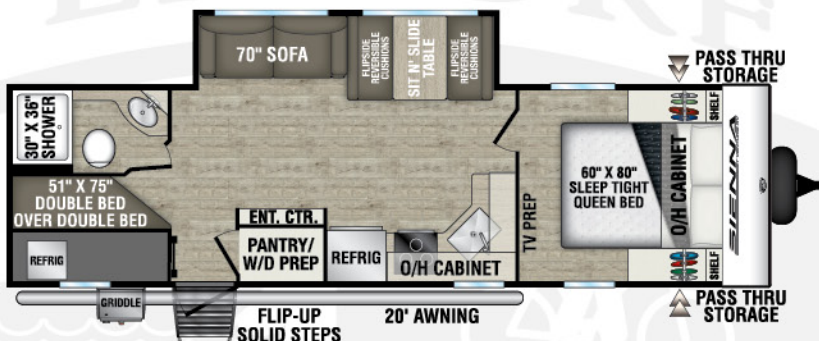 70" SOFA
FLIPSIDE
REVERSIBLE
CUSHIONS
SIT N' SLIDE
TABLE
FLIPSIDE
REVERSIBLE
CUSHIONS
PASS THRU
STORAGE
30" X 36"
SHOWER
SHELF
51" X 75"
DOUBLE BED
OVER DOUBLE BED
60" X 80"
SLEEP TIGHT
QUEEN BED
O/H CABINET
SIENNA
ENT. CTR.
TV PREP
REFRIG
PANTRY/
W/D PREP
REFRIG
O/H CABINET
SHELF
GRIDDLE
FLIP-UP
SOLID STEPS
20' AWNING
PASS THRU
STORAGE